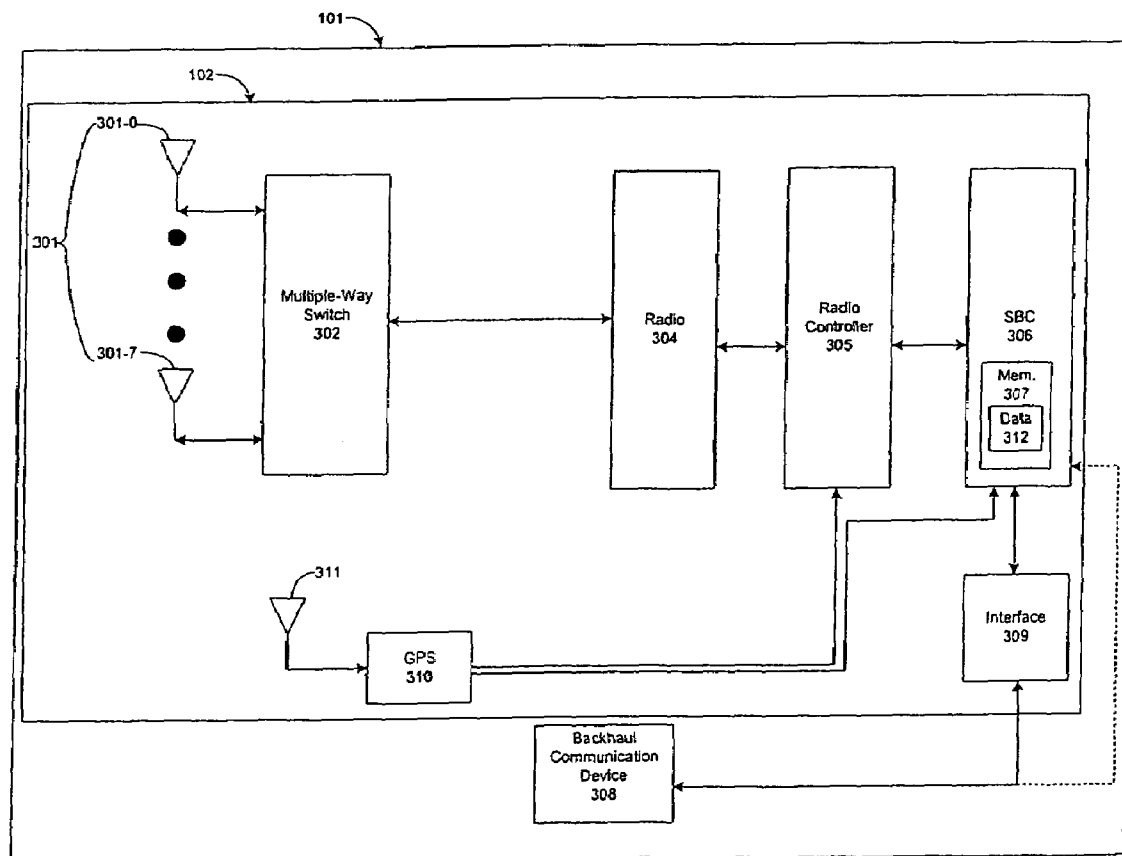 101
102
301-0
301
301-7
Multiple-Way
Switch
302
Radio
304
Radio
Controller
305
SBC
306
Mem.
307
Data
312
311
GPS
310
Interface
309
Backhaul
Communication
Device
308